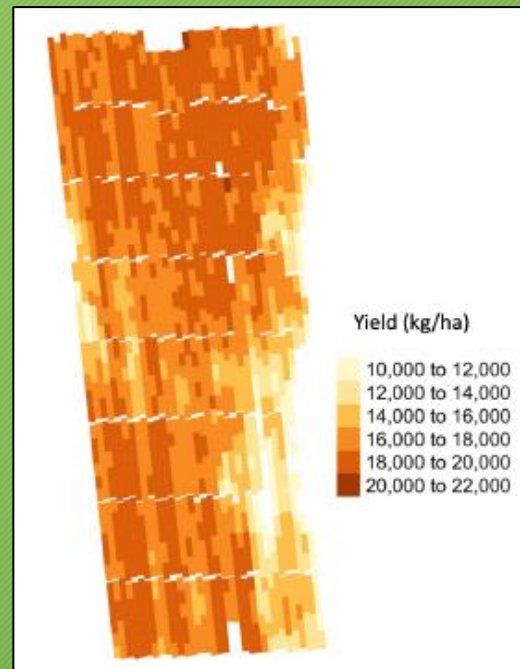 Yield (kg/ha)
10,000 to 12,000
12,000 to 14,000
14,000 to 16,000
16,000 to 18,000
18,000 to 20,000
20,000 to 22,000